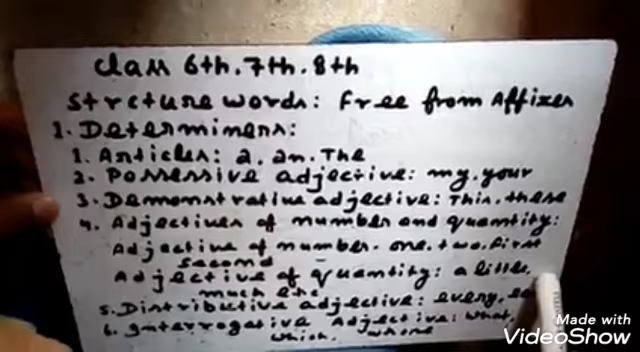 Class 6th. 7th. 8th
Strcture words: Free from Affixes
1. Determiners:
1. Articles: a. an. The
2. Possessive adjective: my. your
3. Demonstrative adjective: This. these
4. Adjectives of number and quantity:
Adjective of number. one. two. first
second
Adjective of quantity: a little,
much etc
5. Distributive adjective: every,
6. Interrogative Adjective: what,
which, whose
Made with
VideoShow